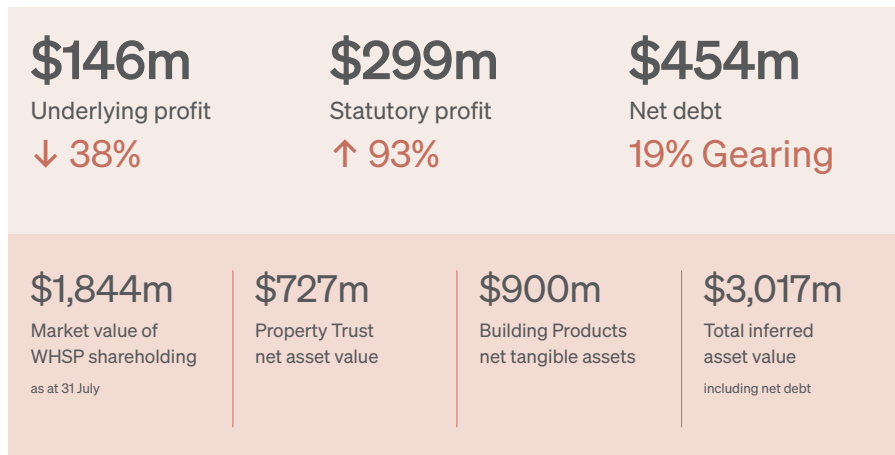 $146m
Underlying profit
↓ 38%
$299m
Statutory profit
↑ 93%
$454m
Net debt
19% Gearing
$1,844m
Market value of
WHSP shareholding
as at 31 July
$727m
Property Trust
net asset value
$900m
Building Products
net tangible assets
$3,017m
Total inferred
asset value
including net debt